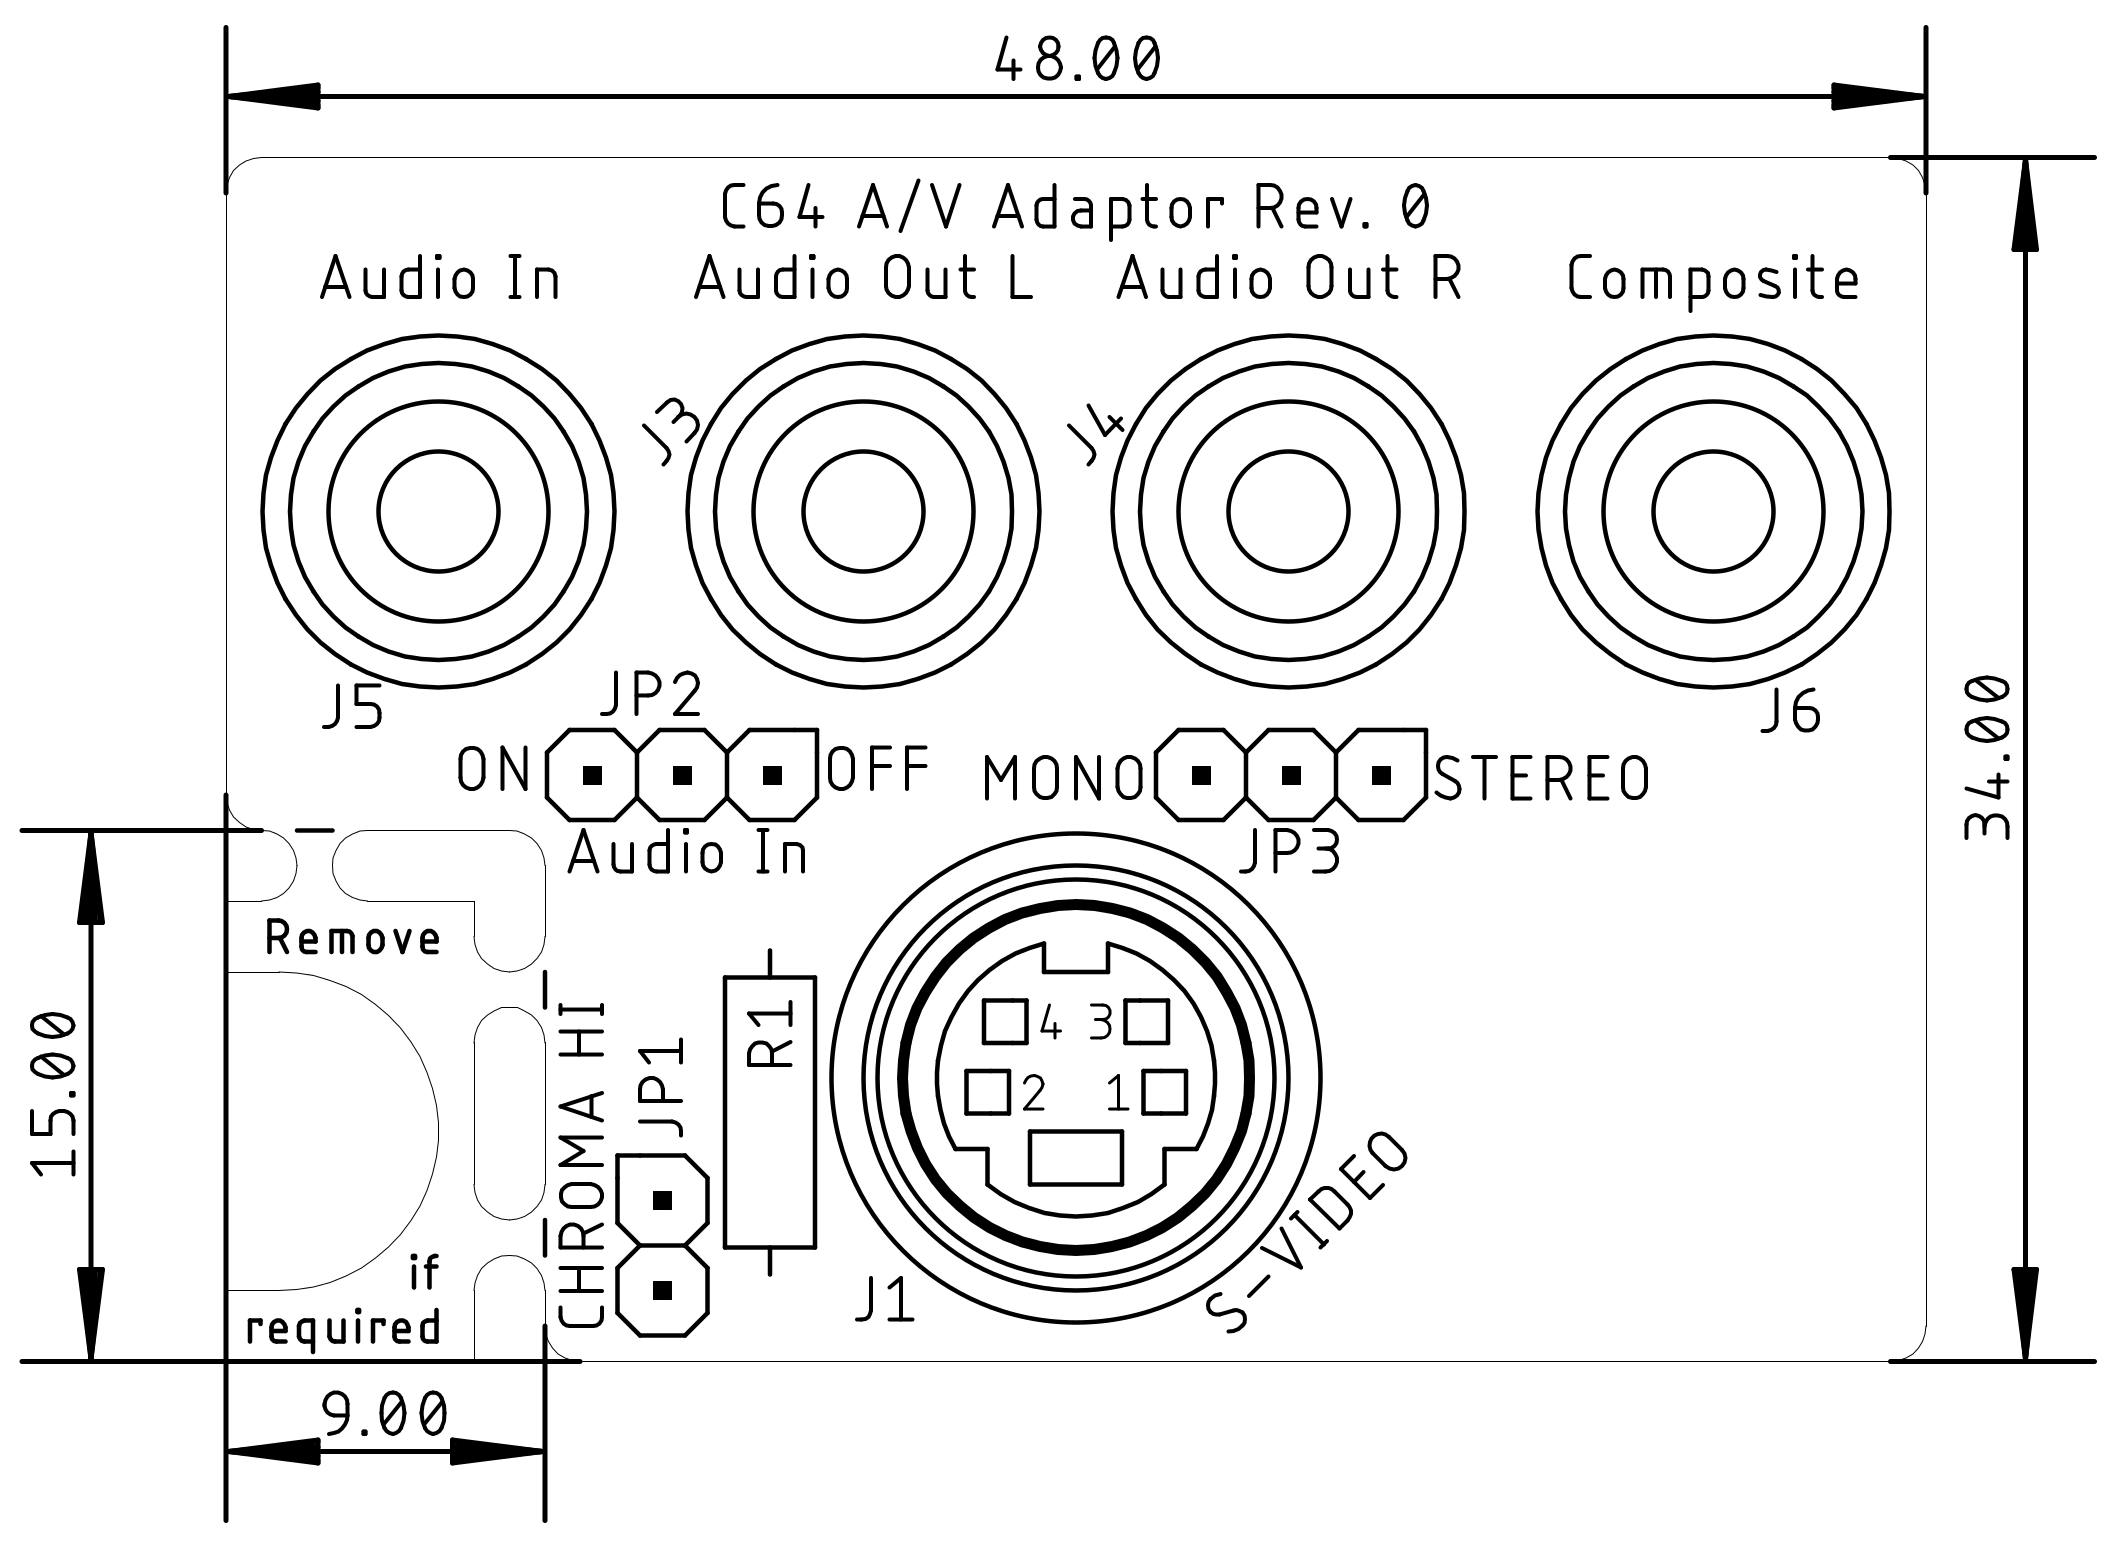 48.00
C64 A/V Adaptor Rev. 0
Audio In
Audio Out L
Audio Out R
Composite
J3
J4
J5
JP2
J6
34.00
ON
OFF
MONO
STEREO
Audio In
JP3
Remove
15.00
CHROMA HI
JP1
R1
4 3
2 1
S-VIDEO
if
required
J1
9.00